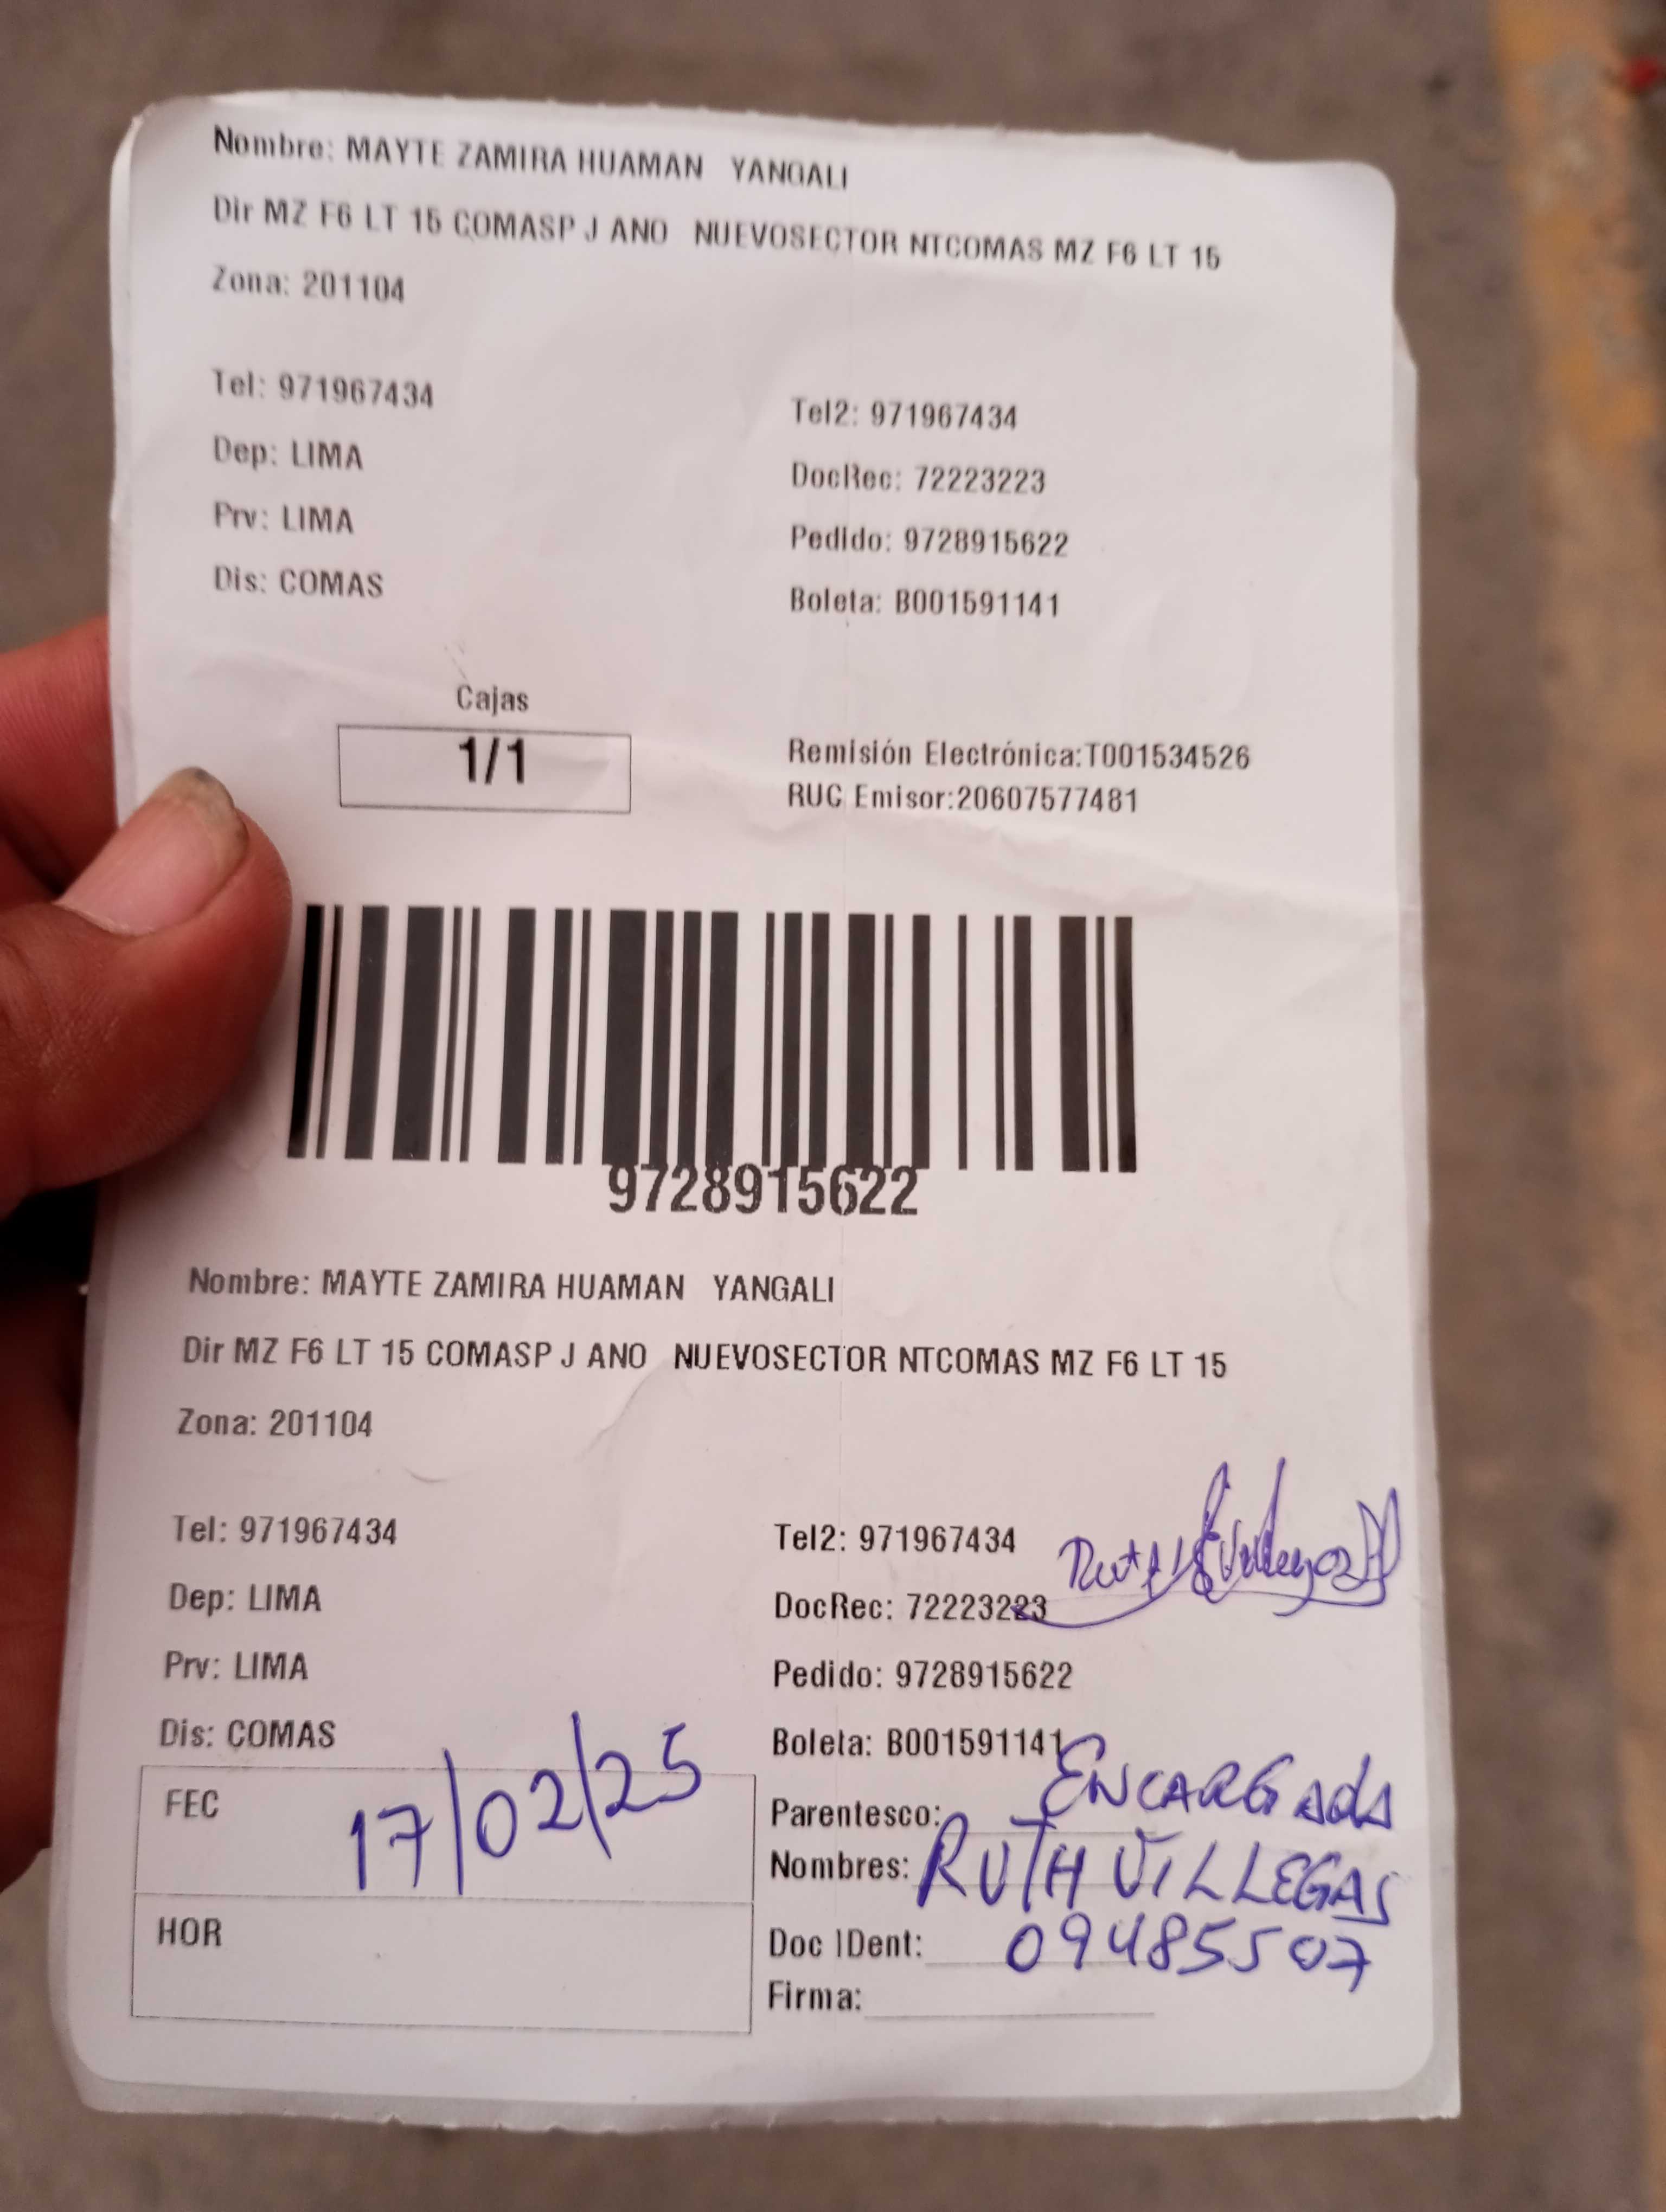 Nombre: MAYTE ZAMIRA HUAMAN YANGALI
Dir MZ F6 LT 15 COMASP J ANO NUEVOSECTOR NTCOMAS MZ F6 LT 15
Zona: 201104
Tel: 971967434 Tel2: 971967434
Dep: LIMA DocRec: 72223223
Prv: LIMA Pedido: 9728915622
Dis: COMAS Boleta: B001591141
Cajas
1/1
Remisión Electrónica:T001534526
RUC Emisor:20607577481
9728915622
Nombre: MAYTE ZAMIRA HUAMAN YANGALI
Dir MZ F6 LT 15 COMASP J ANO NUEVOSECTOR NTCOMAS MZ F6 LT 15
Zona: 201104
Tel: 971967434 Tel2: 971967434
Dep: LIMA DocRec: 72223223
Prv: LIMA Pedido: 9728915622
Dis: COMAS Boleta: B001591141
FEC 17/02/25 Parentesco: ENCARGADA
Nombres: RUTH VILLEGAS
HOR Doc IDent: 09485507
Firma: